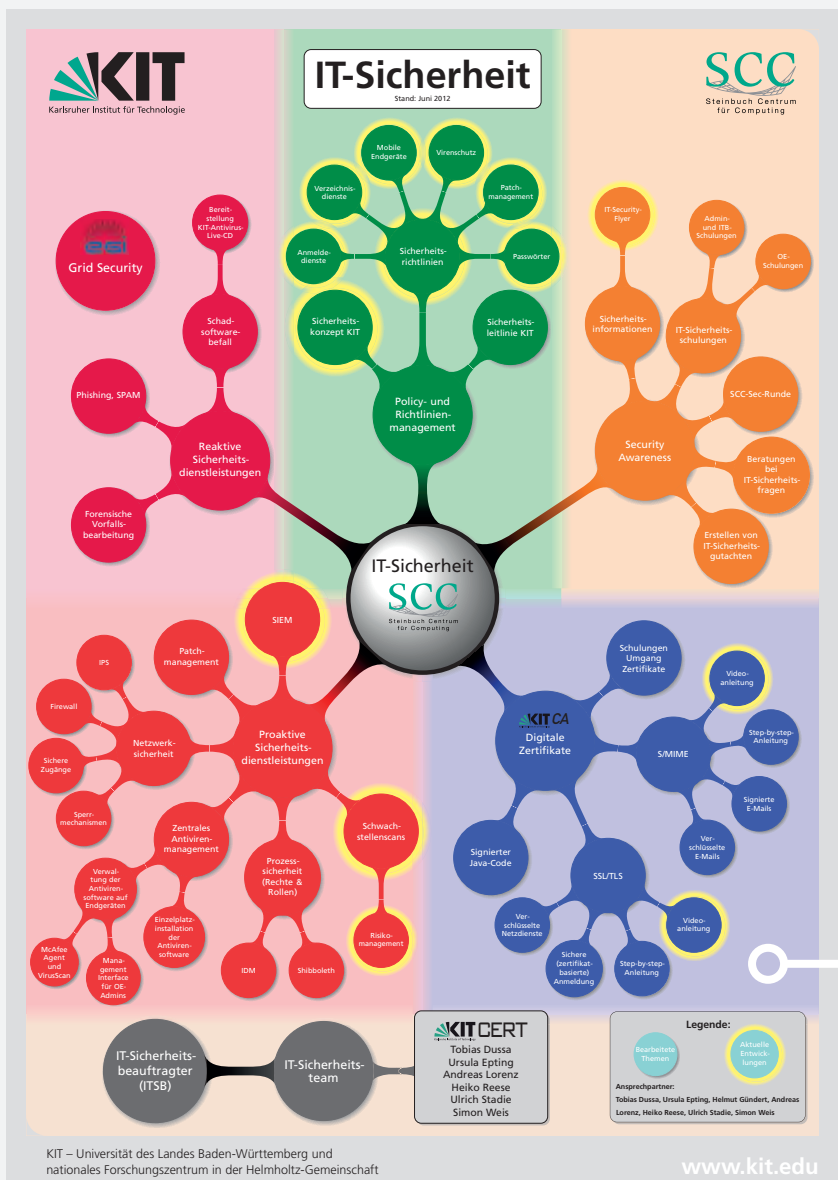 KIT
Karlsruher Institut für Technologie
IT-Sicherheit
Stand: Juni 2012
SCC
Steinbuch Centrum
für Computing
Grid Security
Bereit-
stellung
KIT-Antivirus-
Live-CD
Schad-
software-
befall
Phishing, SPAM
Reaktive
Sicherheits-
dienstleistungen
Forensische
Vorfalls-
bearbeitung
Mobile
Endgeräte
Virenschutz
Verzeichnis-
dienste
Patch-
management
Anmelde-
dienste
Sicherheits-
richtlinien
Passwörter
Sicherheits-
konzept KIT
Sicherheits-
leitlinie KIT
Policy- und
Richtlinien-
management
IT-Security-
Flyer
Admin-
und ITB-
Schulungen
OE-
Schulungen
Sicherheits-
informationen
IT-Sicherheits-
schulungen
SCC-Sec-Runde
Security
Awareness
Beratungen
bei
IT-Sicherheits-
fragen
Erstellen von
IT-Sicherheits-
gutachten
IT-Sicherheit
SCC
Steinbuch Centrum
für Computing
SIEM
Patch-
management
IPS
Firewall
Netzwerk-
sicherheit
Sichere
Zugänge
Sperr-
mechanismen
Proaktive
Sicherheits-
dienstleistungen
Zentrales
Antiviren-
management
Schwach-
stellenscans
Prozess-
sicherheit
(Rechte &
Rollen)
Verwal-
tung der
Antiviren-
software auf
Endgeräten
Einzelplatz-
installation
der
Antiviren-
software
McAfee
Agent
und
VirusScan
Mana-
gement
Interface
für OE-
Admins
IDM
Shibboleth
Risiko-
management
Schulungen
Umgang
Zertifikate
KIT CA
Digitale
Zertifikate
S/MIME
Video-
anleitung
Step-by-step-
Anleitung
Signierte
E-Mails
Ver-
schlüsselte
E-Mails
Signierter
Java-Code
SSL/TLS
Ver-
schlüsselte
Netzdienste
Sichere
(zertifikat-
basierte)
Anmeldung
Step-by-step-
Anleitung
Video-
anleitung
IT-Sicherheits-
beauftragter
(ITSB)
IT-Sicherheits-
team
KIT CERT
Tobias Dussa
Ursula Epting
Andreas Lorenz
Heiko Reese
Ulrich Stadie
Simon Weis
Legende:
Bearbeitete
Themen
Aktuelle
Entwick-
lungen
Ansprechpartner:
Tobias Dussa, Ursula Epting, Helmut Gündert, Andreas
Lorenz, Heiko Reese, Ulrich Stadie, Simon Weis
KIT – Universität des Landes Baden-Württemberg und
nationales Forschungszentrum in der Helmholtz-Gemeinschaft
www.kit.edu